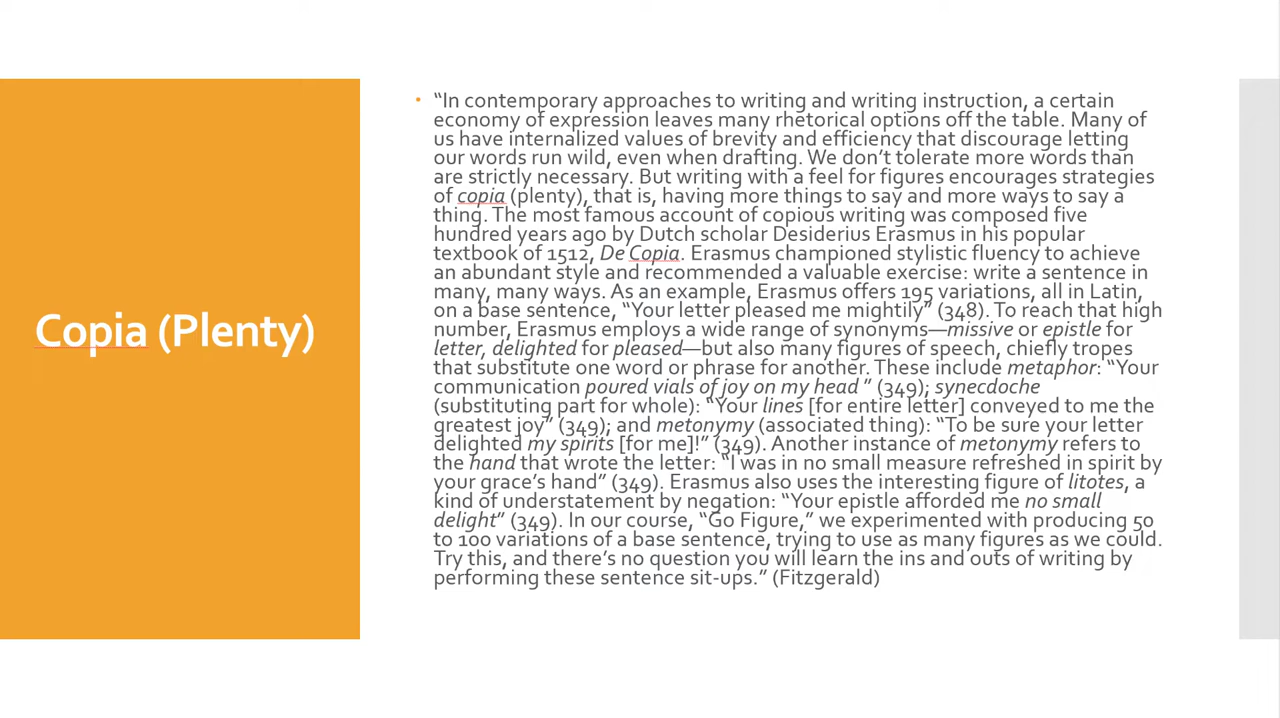 Copia (Plenty)
“In contemporary approaches to writing and writing instruction, a certain
economy of expression leaves many rhetorical options off the table. Many of
us have internalized values of brevity and efficiency that discourage letting
our words run wild, even when drafting. We don’t tolerate more words than
are strictly necessary. But writing with a feel for figures encourages strategies
of copia (plenty), that is, having more things to say and more ways to say a
thing. The most famous account of copious writing was composed five
hundred years ago by Dutch scholar Desiderius Erasmus in his popular
textbook of 1512, De Copia. Erasmus championed stylistic fluency to achieve
an abundant style and recommended a valuable exercise: write a sentence in
many, many ways. As an example, Erasmus offers 195 variations, all in Latin,
on a base sentence, “Your letter pleased me mightily” (348). To reach that high
number, Erasmus employs a wide range of synonyms—missive or epistle for
letter, delighted for pleased—but also many figures of speech, chiefly tropes
that substitute one word or phrase for another. These include metaphor: “Your
communication poured vials of joy on my head ” (349); synecdoche
(substituting part for whole): “Your lines [for entire letter] conveyed to me the
greatest joy” (349); and metonymy (associated thing): “To be sure your letter
delighted my spirits [for me]!” (349). Another instance of metonymy refers to
the hand that wrote the letter: “I was in no small measure refreshed in spirit by
your grace’s hand” (349). Erasmus also uses the interesting figure of litotes, a
kind of understatement by negation: “Your epistle afforded me no small
delight” (349). In our course, “Go Figure,” we experimented with producing 50
to 100 variations of a base sentence, trying to use as many figures as we could.
Try this, and there’s no question you will learn the ins and outs of writing by
performing these sentence sit-ups.” (Fitzgerald)